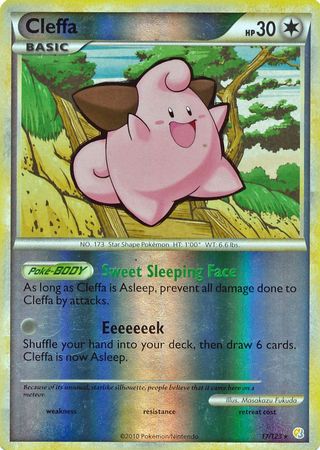 Cleffa
HP 30
BASIC
NO. 173 Star Shape Pokémon HT: 1'00" WT: 6.6 lbs.
Poké-BODY Sweet Sleeping Face
As long as Cleffa is Asleep, prevent all damage done to
Cleffa by attacks.
Eeeeeeek
Shuffle your hand into your deck, then draw 6 cards.
Cleffa is now Asleep.
Because of its unusual, starlike silhouette, people believe that it came here on a
meteor.
Illus. Masakazu Fukuda
weakness resistance retreat cost
©2010 Pokémon/Nintendo 17/123 ★